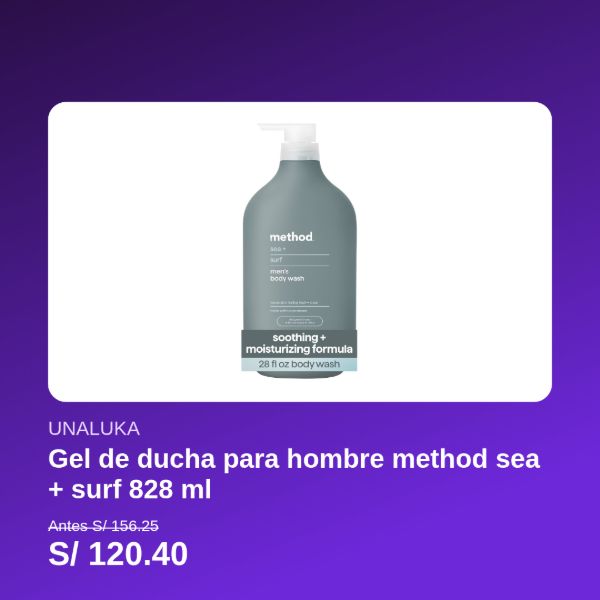 method
sea +
surf
men's
body wash
soothing +
moisturizing formula
28 fl oz body wash
UNALUKA
Gel de ducha para hombre method sea
+ surf 828 ml
Antes S/ 156.25
S/ 120.40